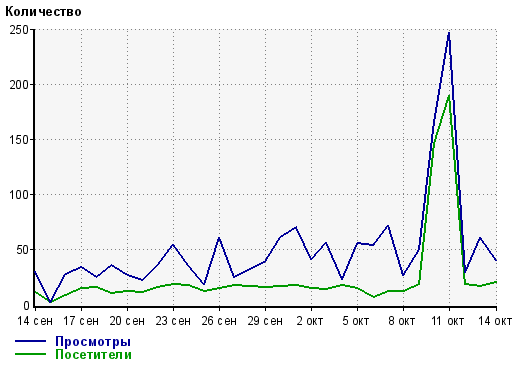 Количество
250
200
150
100
50
0
14 сен 17 сен 20 сен 23 сен 26 сен 29 сен 2 окт 5 окт 8 окт 11 окт 14 окт
Просмотры
Посетители